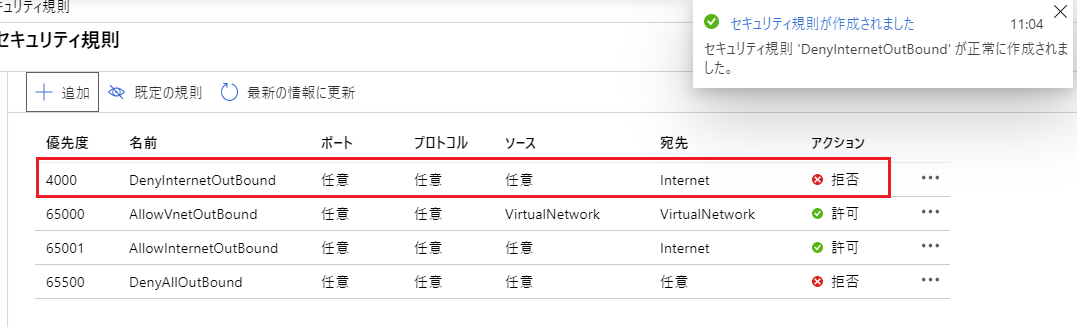 キュリティ規則
セキュリティ規則
セキュリティ規則が作成されました 11:04
セキュリティ規則 'DenyInternetOutBound' が正常に作成されま
した。
追加 既定の規則 最新の情報に更新
優先度 名前 ポート プロトコル ソース 宛先 アクション
4000 DenyInternetOutBound 任意 任意 任意 Internet 拒否
65000 AllowVnetOutBound 任意 任意 VirtualNetwork VirtualNetwork 許可
65001 AllowInternetOutBound 任意 任意 任意 Internet 許可
65500 DenyAllOutBound 任意 任意 任意 任意 拒否